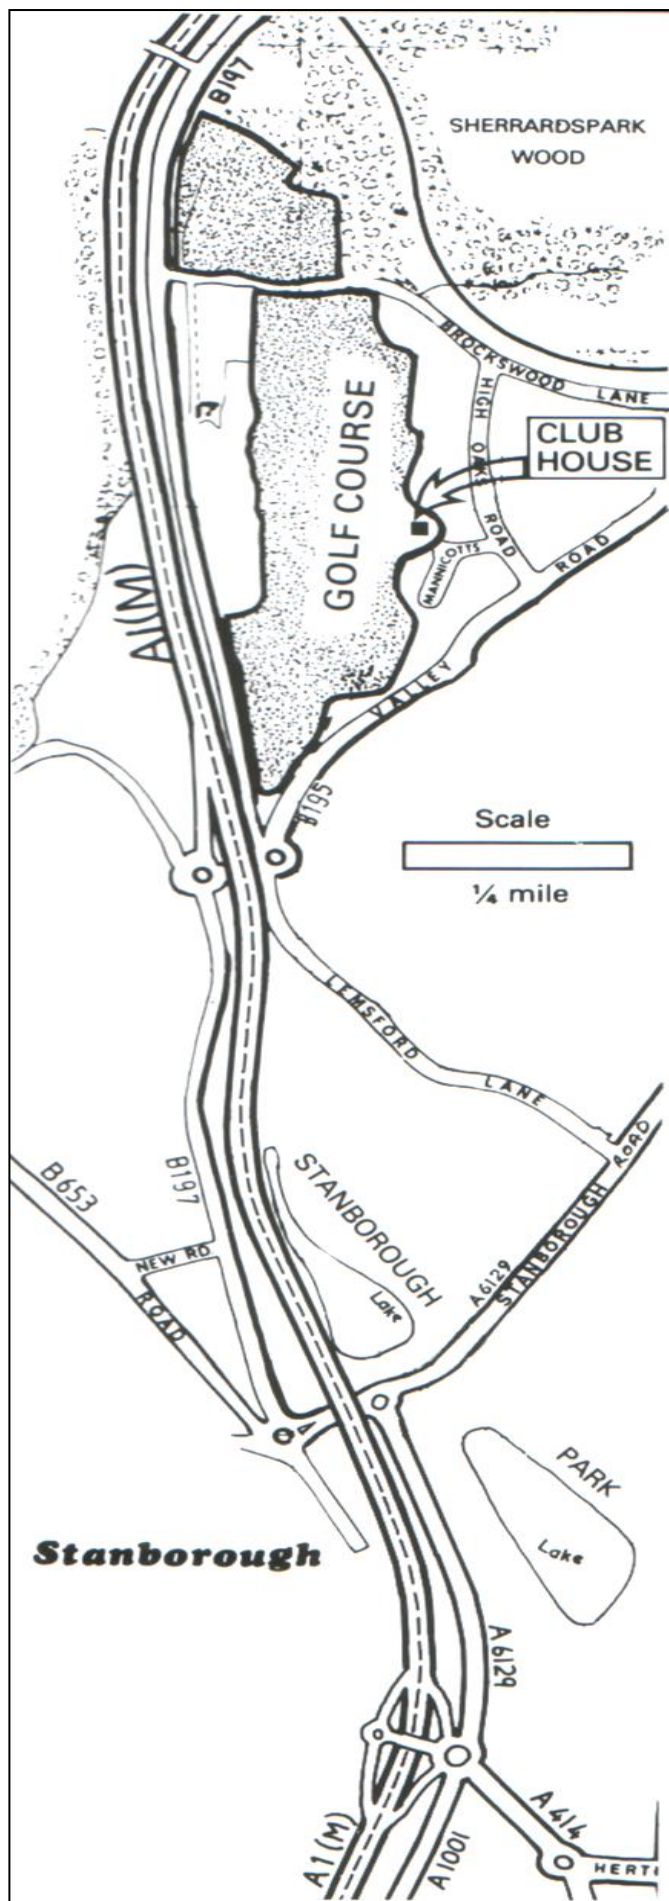 B197
SHERRARDSPARK
WOOD
BROCKSWOOD LANE
HIGH OAKS ROAD
CLUB
HOUSE
GOLF COURSE
MANNICOTTS
A1(M)
VALLEY ROAD
B195
Scale
¼ mile
LEMSFORD LANE
B653
B197
STANBOROUGH
Lake
NEW RD
ROAD
A6129
STANBOROUGH ROAD
PARK
Lake
Stanborough
A6129
A414
A1(M)
A1001
HERT